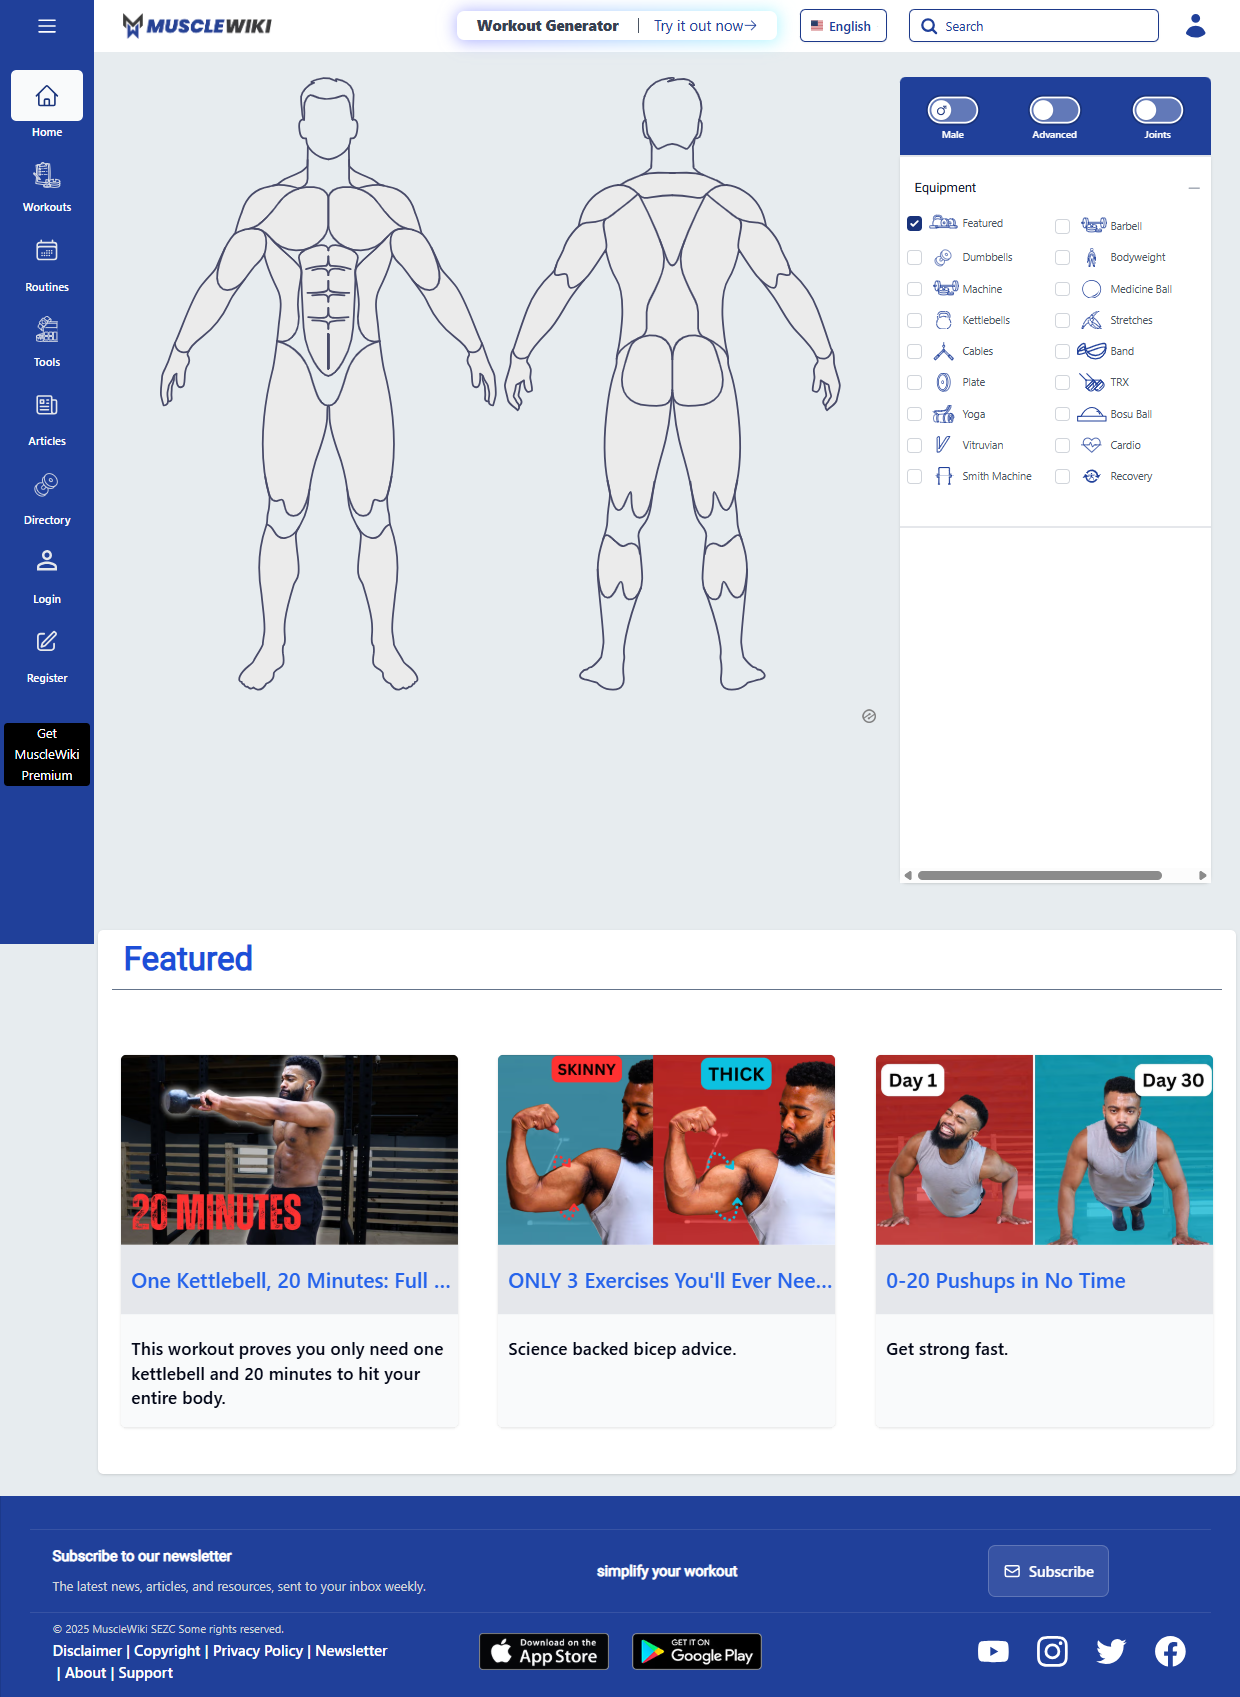 MUSCLEWIKI
Workout Generator | Try it out now→
English
Search
Home
Workouts
Routines
Tools
Articles
Directory
Login
Register
Get
MuscleWiki
Premium
Male
Advanced
Joints
Equipment
Featured
Barbell
Dumbbells
Bodyweight
Machine
Medicine Ball
Kettlebells
Stretches
Cables
Band
Plate
TRX
Yoga
Bosu Ball
Vitruvian
Cardio
Smith Machine
Recovery
Featured
20 MINUTES
One Kettlebell, 20 Minutes: Full ...
This workout proves you only need one
kettlebell and 20 minutes to hit your
entire body.
SKINNY
THICK
ONLY 3 Exercises You'll Ever Nee...
Science backed bicep advice.
Day 1
Day 30
0-20 Pushups in No Time
Get strong fast.
Subscribe to our newsletter
The latest news, articles, and resources, sent to your inbox weekly.
simplify your workout
Subscribe
© 2025 MuscleWiki SEZC Some rights reserved.
Disclaimer | Copyright | Privacy Policy | Newsletter
| About | Support
Download on the
App Store
GET IT ON
Google Play